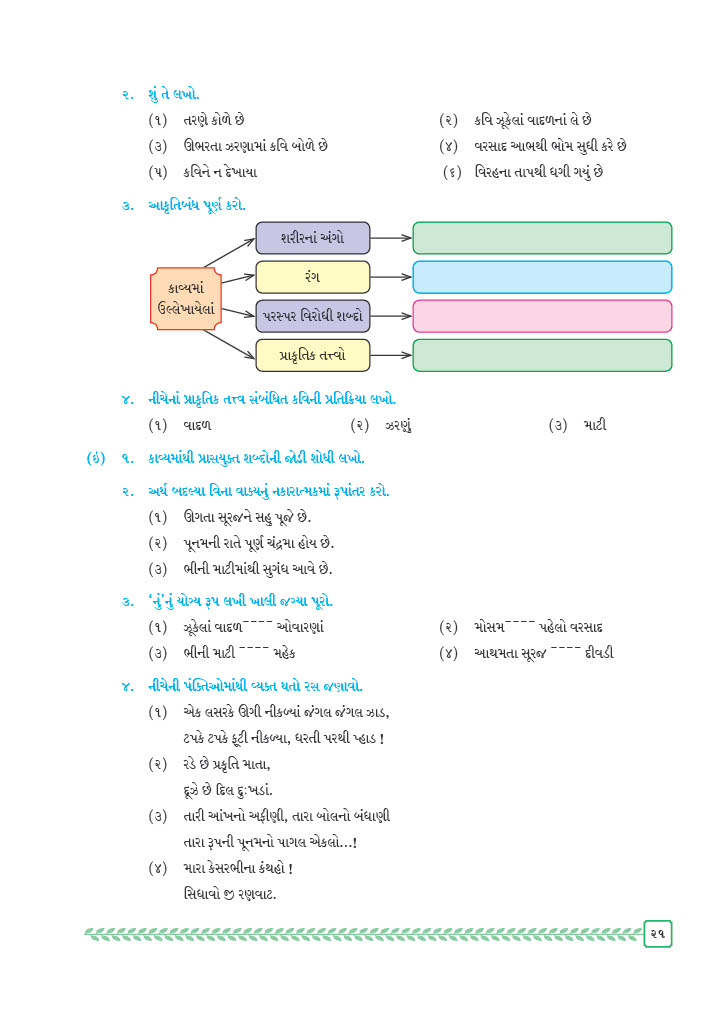 ૨. શું તે લખો.
(૧) તરણે કોળે છે (૨) કવિ ઝૂકેલાં વાદળનાં લે છે
(૩) ઊભરતા ઝરણામાં કવિ બોળે છે (૪) વરસાદ આભથી ભોમ સુધી કરે છે
(૫) કવિને ન દેખાયા (૬) વિરહના તાપથી ધગી ગયું છે
૩. આકૃતિબંધ પૂર્ણ કરો.
શરીરનાં અંગો
રંગ
કાવ્યમાં
ઉલ્લેખાયેલાં
પરસ્પર વિરોધી શબ્દો
પ્રાકૃતિક તત્ત્વો
૪. નીચેનાં પ્રાકૃતિક તત્ત્વ સંબંધિત કવિની પ્રતિક્રિયા લખો.
(૧) વાદળ (૨) ઝરણું (૩) માટી
(ઇ) ૧. કાવ્યમાંથી પ્રાસયુક્ત શબ્દોની જોડી શોધી લખો.
૨. અર્થ બદલ્યા વિના વાક્યનું નકારાત્મકમાં રૂપાંતર કરો.
(૧) ઊગતા સૂરજને સહુ પૂજે છે.
(૨) પૂનમની રાતે પૂર્ણ ચંદ્રમા હોય છે.
(૩) ભીની માટીમાંથી સુગંધ આવે છે.
૩. ‘નું’નું યોગ્ય રૂપ લખી ખાલી જગ્યા પૂરો.
(૧) ઝૂકેલાં વાદળ---- ઓવારણાં (૨) મોસમ---- પહેલો વરસાદ
(૩) ભીની માટી ---- મહેક (૪) આથમતા સૂરજ ---- દીવડી
૪. નીચેની પંક્તિઓમાંથી વ્યક્ત થતો રસ જણાવો.
(૧) એક લસરકે ઊગી નીકળ્યાં જંગલ જંગલ ઝાડ,
ટપકે ટપકે ફૂટી નીકળ્યા, ધરતી પરથી પ્હાડ !
(૨) રડે છે પ્રકૃતિ માતા,
દૂઝે છે દિલ દુઃખડાં.
(૩) તારી આંખનો અફીણી, તારા બોલનો બંધાણી
તારા રૂપની પૂનમનો પાગલ એકલો...!
(૪) મારા કેસરભીના કંથહો !
સિધાવો જી રણવાટ.
૨૧